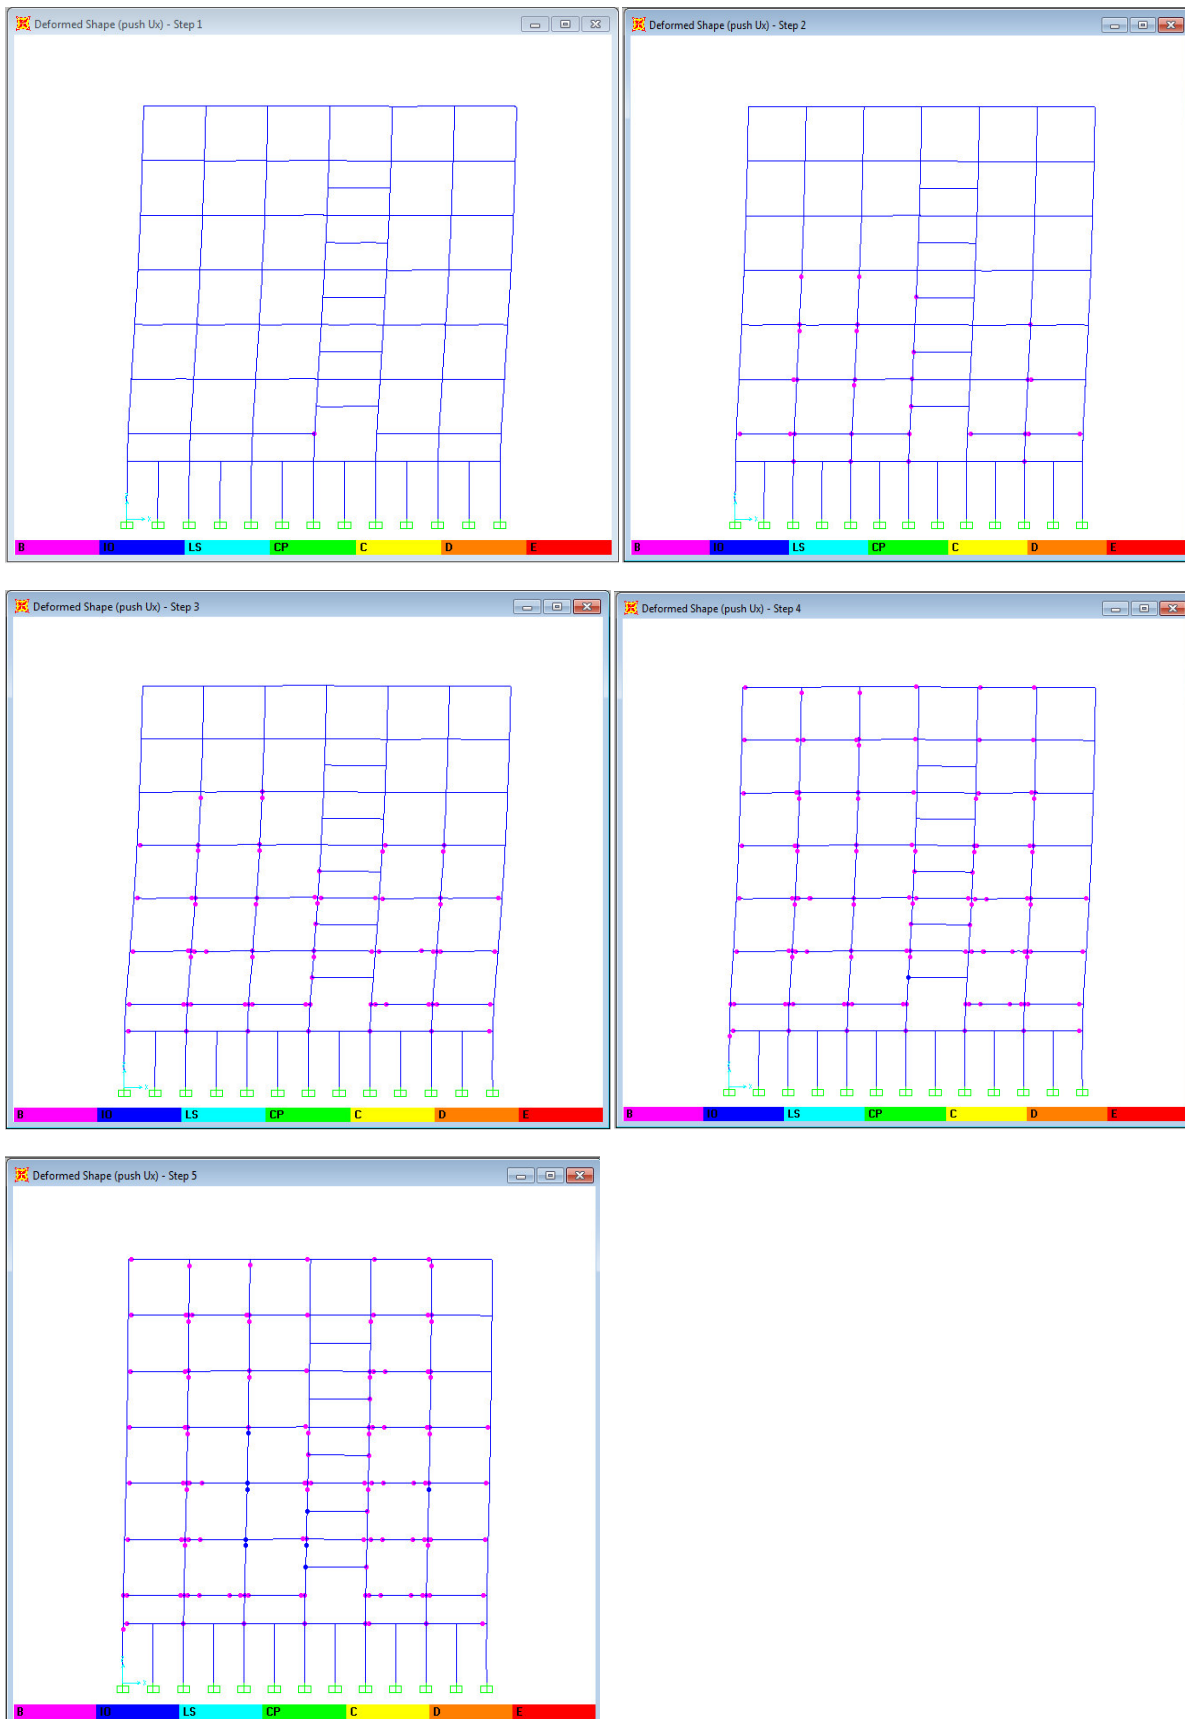 Deformed Shape (push Ux) - Step 1
B IO LS CP C D E
Deformed Shape (push Ux) - Step 2
B IO LS CP C D E
Deformed Shape (push Ux) - Step 3
B IO LS CP C D E
Deformed Shape (push Ux) - Step 4
B IO LS CP C D E
Deformed Shape (push Ux) - Step 5
B IO LS CP C D E